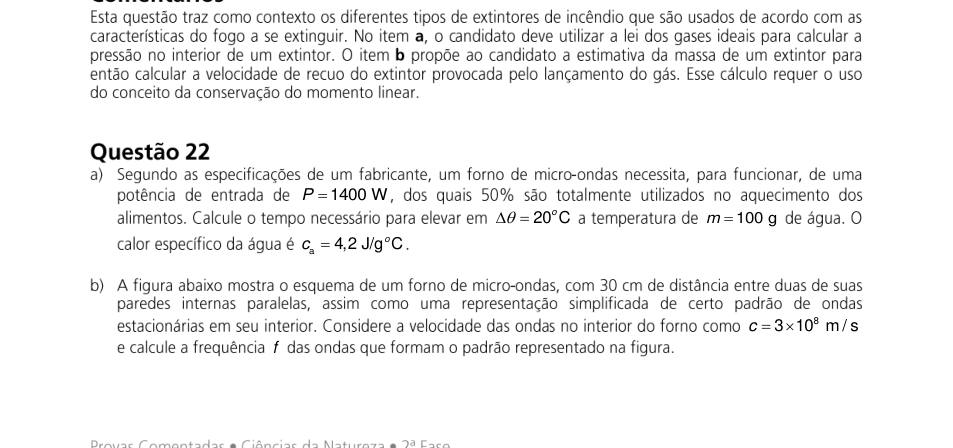 Comentários
Esta questão traz como contexto os diferentes tipos de extintores de incêndio que são usados de acordo com as
características do fogo a se extinguir. No item a, o candidato deve utilizar a lei dos gases ideais para calcular a
pressão no interior de um extintor. O item b propõe ao candidato a estimativa da massa de um extintor para
então calcular a velocidade de recuo do extintor provocada pelo lançamento do gás. Esse cálculo requer o uso
do conceito da conservação do momento linear.
Questão 22
a) Segundo as especificações de um fabricante, um forno de micro-ondas necessita, para funcionar, de uma
potência de entrada de P = 1400 W, dos quais 50% são totalmente utilizados no aquecimento dos
alimentos. Calcule o tempo necessário para elevar em Δθ = 20°C a temperatura de m = 100 g de água. O
calor específico da água é cₐ = 4,2 J/g°C.
b) A figura abaixo mostra o esquema de um forno de micro-ondas, com 30 cm de distância entre duas de suas
paredes internas paralelas, assim como uma representação simplificada de certo padrão de ondas
estacionárias em seu interior. Considere a velocidade das ondas no interior do forno como c = 3×10⁸ m/s
e calcule a frequência f das ondas que formam o padrão representado na figura.
Provas Comentadas • Ciências da Natureza • 2ª Fase